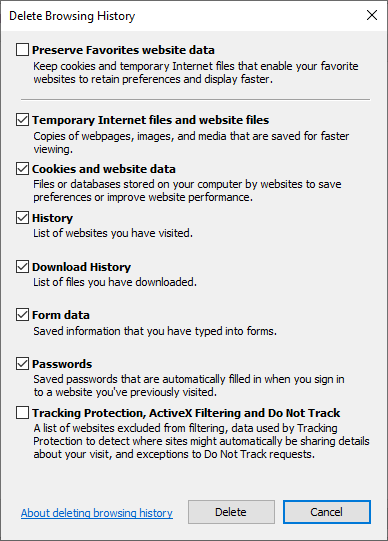 Delete Browsing History
Preserve Favorites website data
Keep cookies and temporary Internet files that enable your favorite
websites to retain preferences and display faster.
Temporary Internet files and website files
Copies of webpages, images, and media that are saved for faster
viewing.
Cookies and website data
Files or databases stored on your computer by websites to save
preferences or improve website performance.
History
List of websites you have visited.
Download History
List of files you have downloaded.
Form data
Saved information that you have typed into forms.
Passwords
Saved passwords that are automatically filled in when you sign in
to a website you've previously visited.
Tracking Protection, ActiveX Filtering and Do Not Track
A list of websites excluded from filtering, data used by Tracking
Protection to detect where sites might automatically be sharing details
about your visit, and exceptions to Do Not Track requests.
About deleting browsing history Delete Cancel